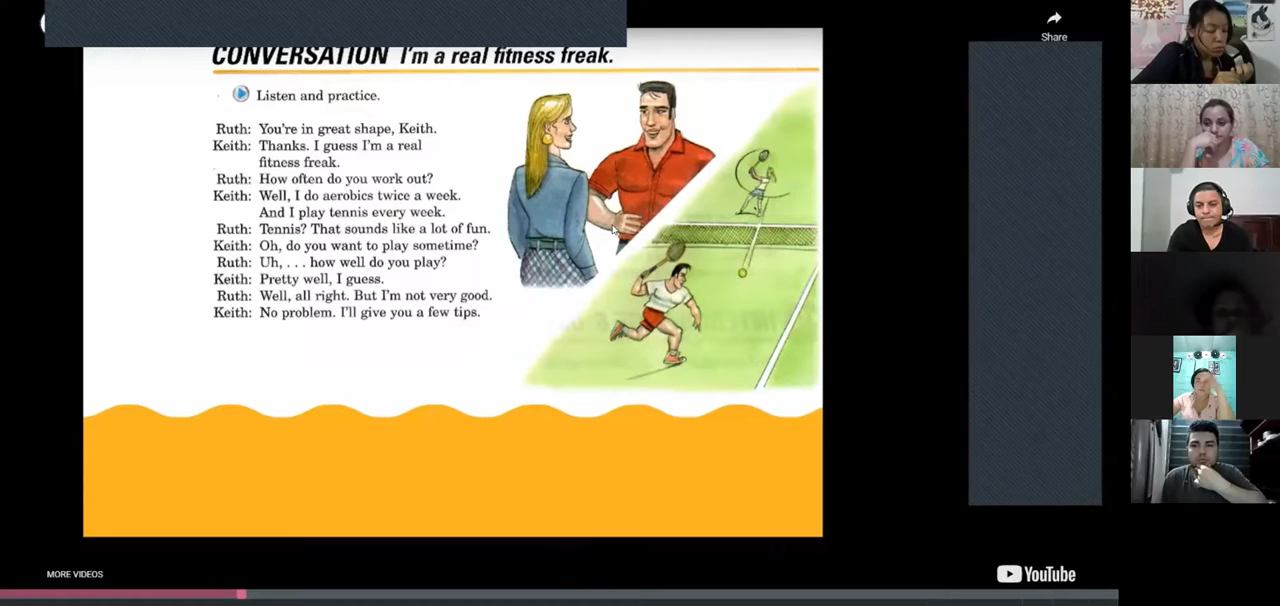 Share
CONVERSATION I'm a real fitness freak.
Listen and practice.
Ruth: You're in great shape, Keith.
Keith: Thanks. I guess I'm a real
fitness freak.
Ruth: How often do you work out?
Keith: Well, I do aerobics twice a week.
And I play tennis every week.
Ruth: Tennis? That sounds like a lot of fun.
Keith: Oh, do you want to play sometime?
Ruth: Uh, . . . how well do you play?
Keith: Pretty well, I guess.
Ruth: Well, all right. But I'm not very good.
Keith: No problem. I'll give you a few tips.
MORE VIDEOS
YouTube